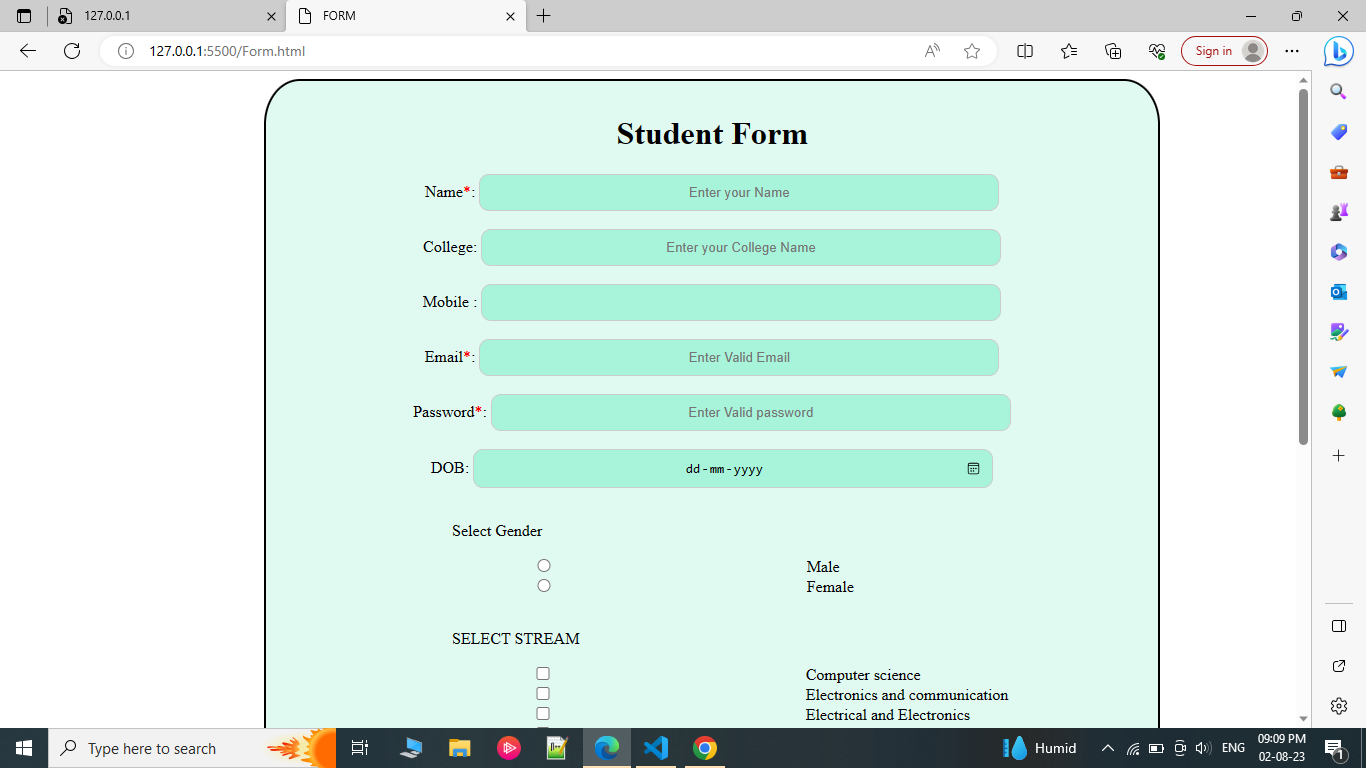 127.0.0.1
FORM
127.0.0.1:5500/Form.html
Sign in
Student Form
Name*: Enter your Name
College: Enter your College Name
Mobile :
Email*: Enter Valid Email
Password*: Enter Valid password
DOB: dd-mm-yyyy
Select Gender
Male
Female
SELECT STREAM
Computer science
Electronics and communication
Electrical and Electronics
Type here to search
Humid
ENG
09:09 PM
02-08-23
1